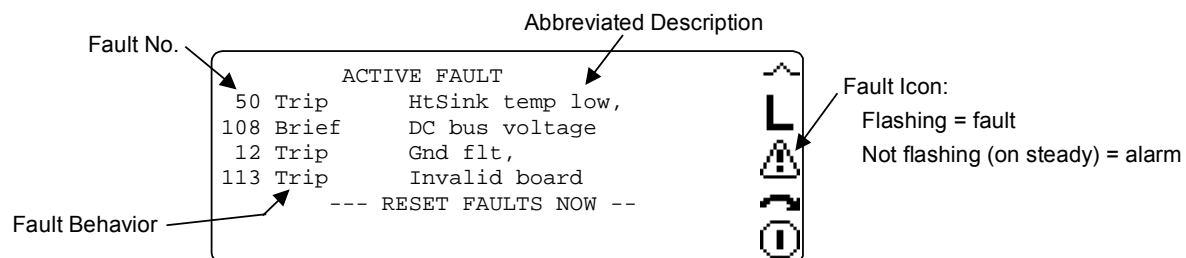 Abbreviated Description
Fault No.
ACTIVE FAULT
50 Trip HtSink temp low,
108 Brief DC bus voltage
12 Trip Gnd flt,
113 Trip Invalid board
--- RESET FAULTS NOW --
L
Fault Icon:
Flashing = fault
Not flashing (on steady) = alarm
Fault Behavior